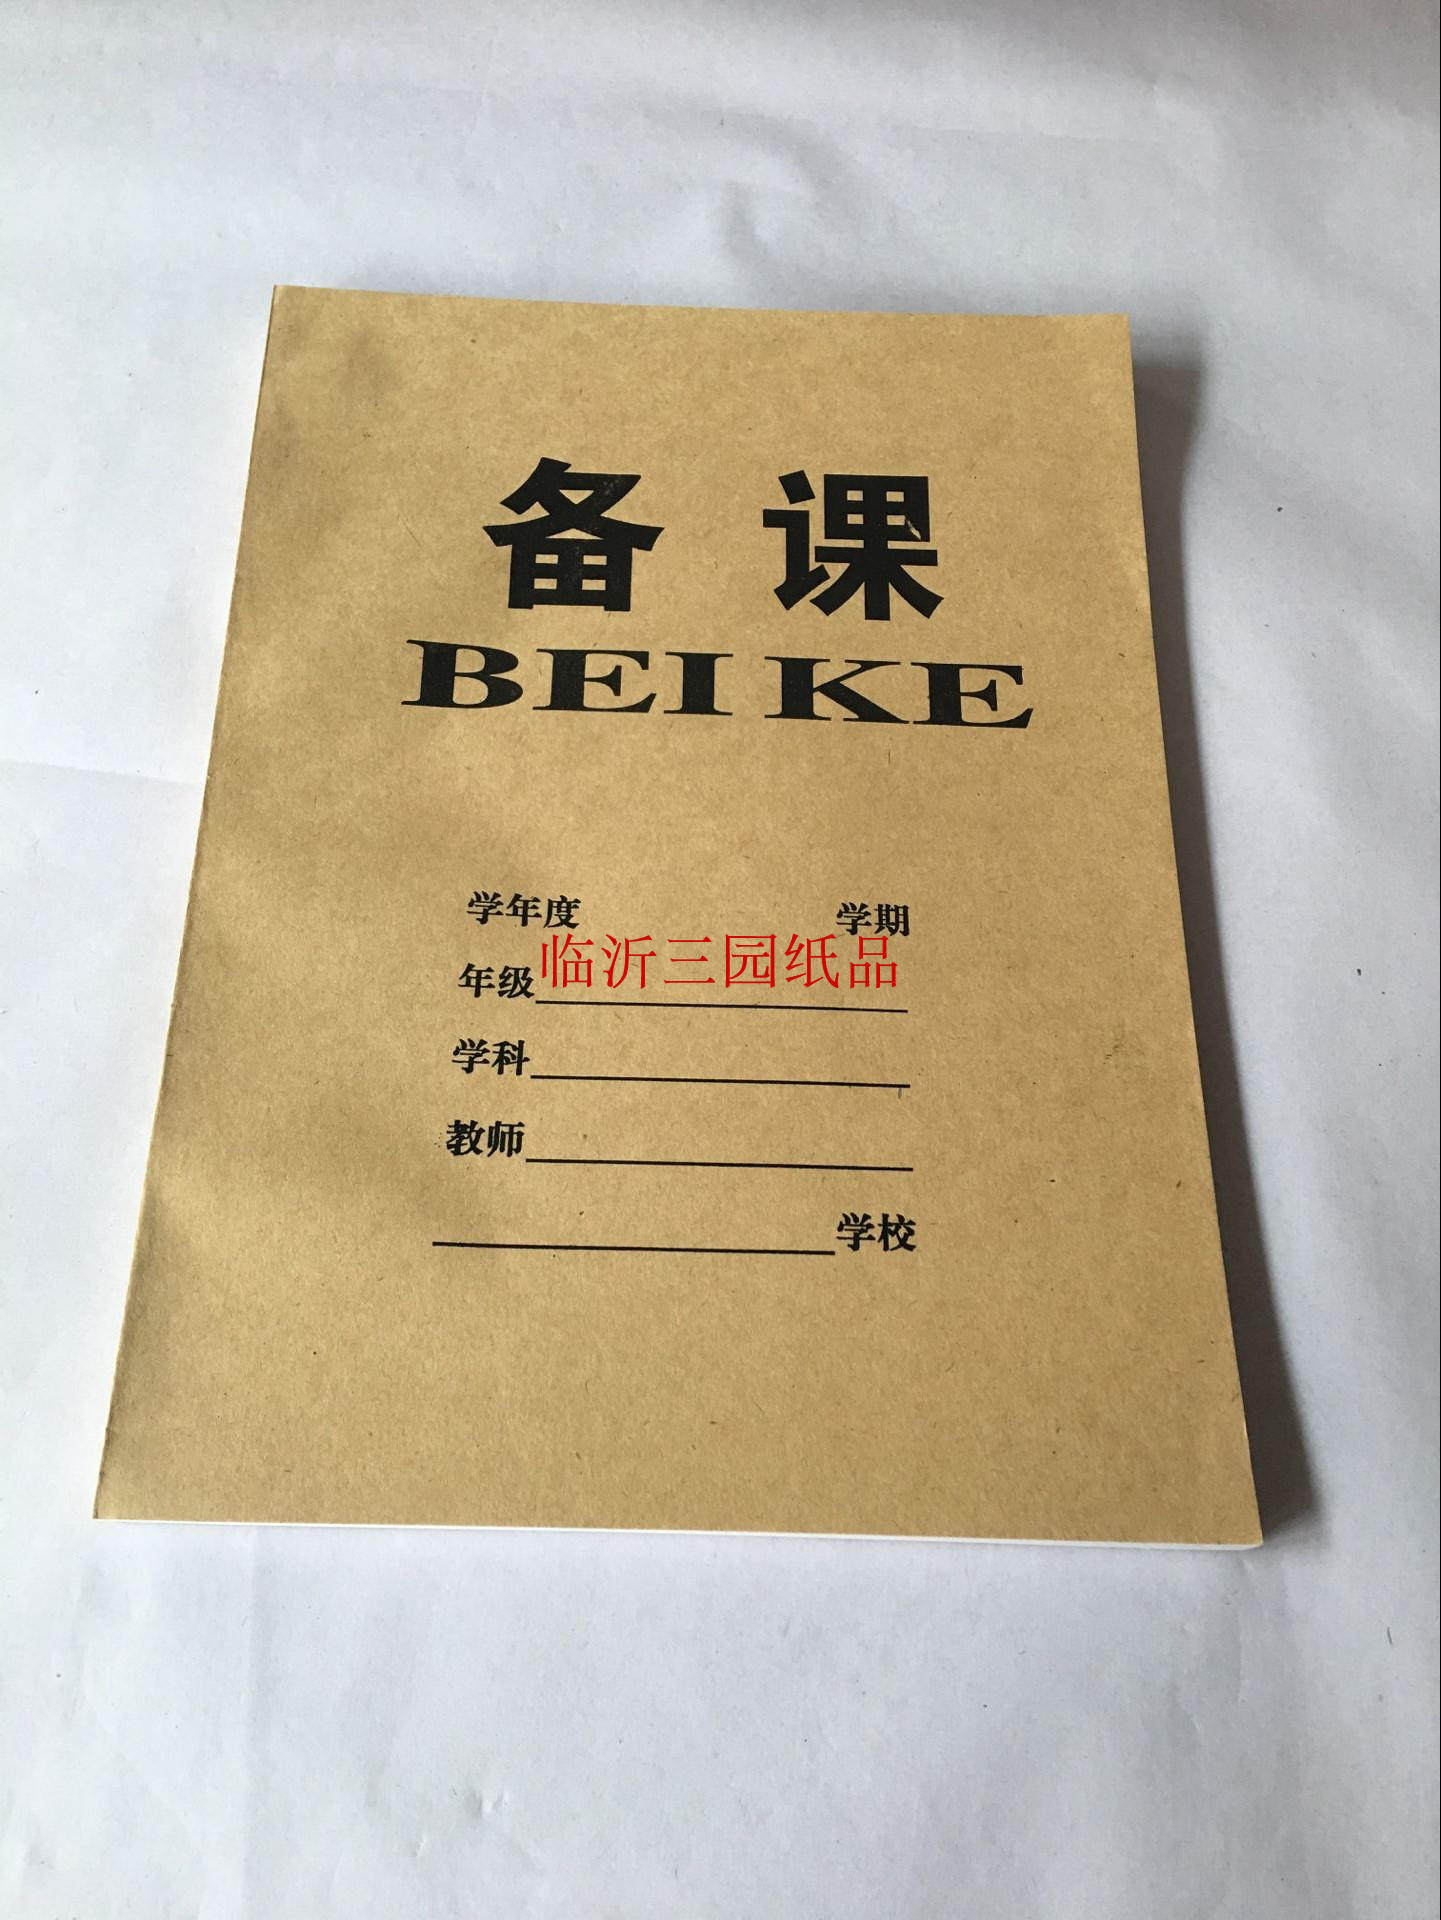 备 课
BEI KE
学年度 学期
临沂三园纸品
年级
学科
教师
学校